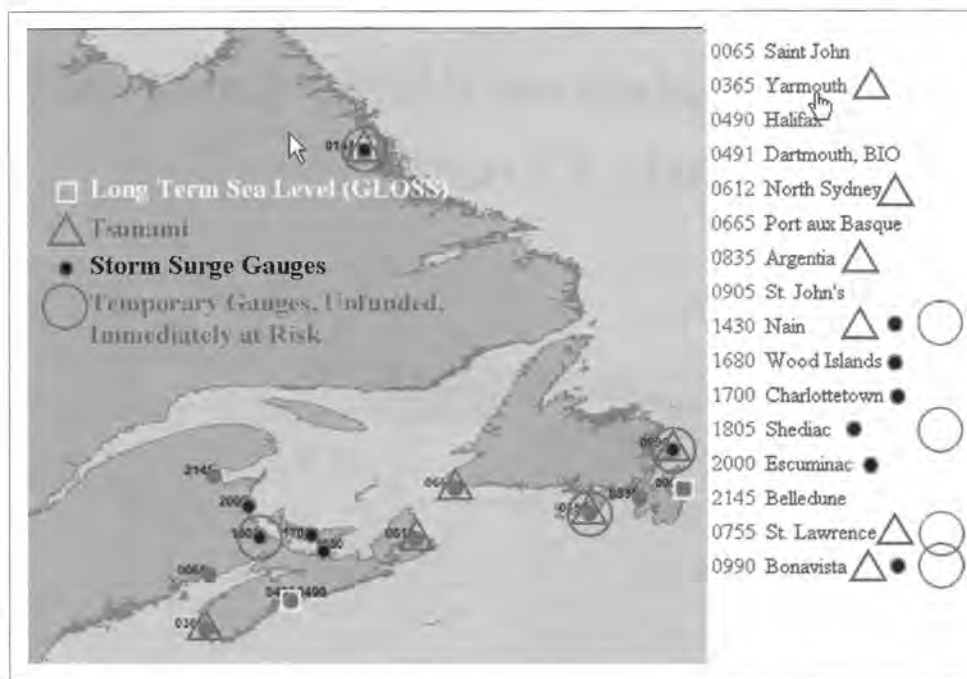 Long Term Sea Level (GLOSS)
Tsunami
Storm Surge Gauges
Temporary Gauges, Unfunded,
Immediately at Risk
2145
0065 Saint John
0365 Yarmouth
0490 Halifax
0491 Dartmouth, BIO
0612 North Sydney
0665 Port aux Basque
0835 Argentia
0905 St. John's
1430 Nain
1680 Wood Islands
1700 Charlottetown
1805 Shediac
2000 Escuminac
2145 Belledune
0755 St. Lawrence
0990 Bonavista